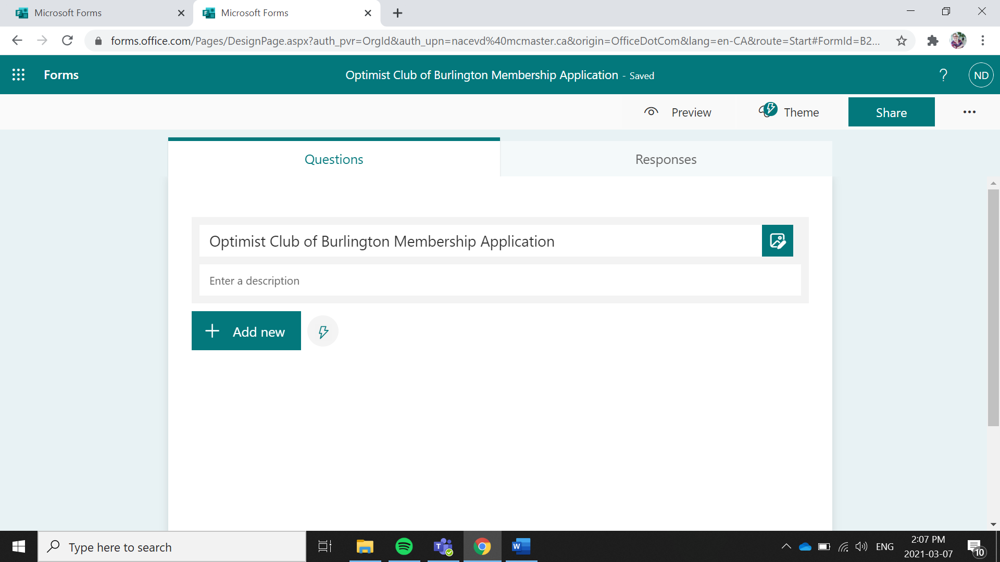 Microsoft Forms
Microsoft Forms
forms.office.com/Pages/DesignPage.aspx?auth_pvr=OrgId&auth_upn=nacevd%40mcmaster.ca&origin=OfficeDotCom&lang=en-CA&route=Start#FormId=B2...
Forms
Optimist Club of Burlington Membership Application - Saved
?
ND
Preview
Theme
Share
Questions
Responses
Optimist Club of Burlington Membership Application
Enter a description
Add new
Type here to search
ENG
2:07 PM
2021-03-07
10